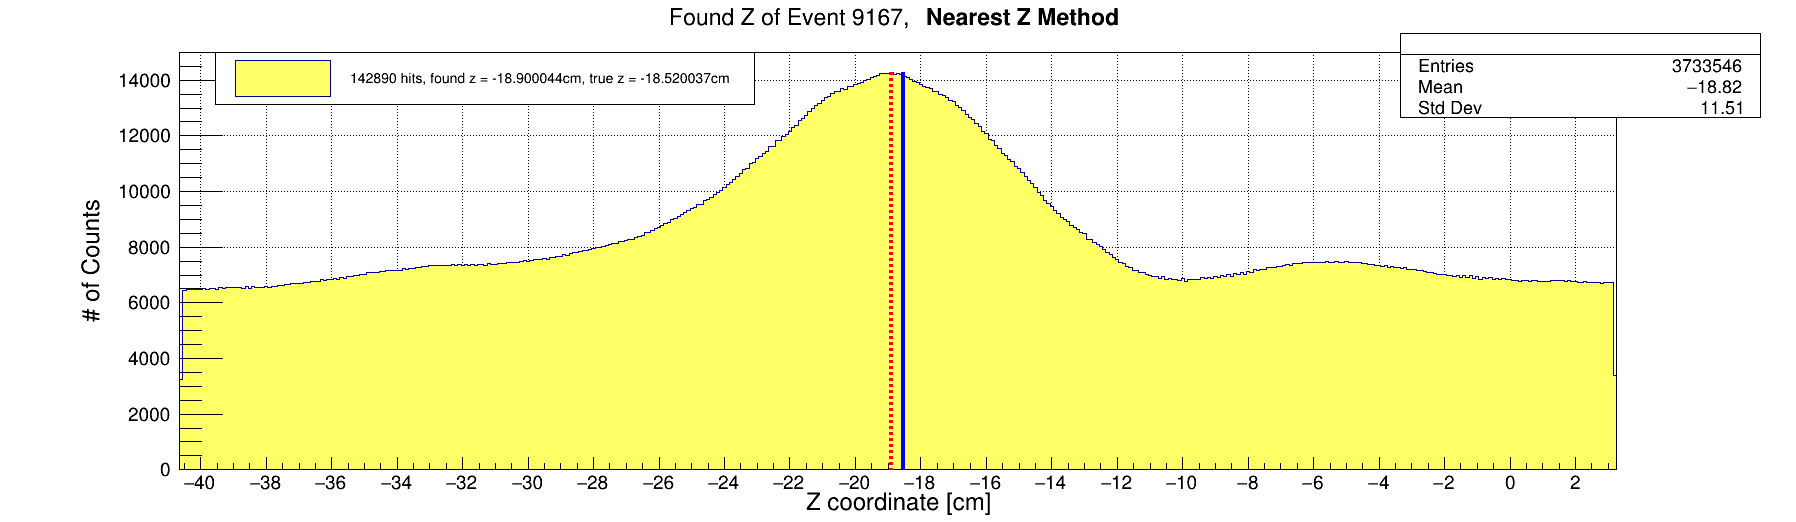 Found Z of Event 9167, Nearest Z Method
142890 hits, found z = -18.900044cm, true z = -18.520037cm
Entries 3733546
Mean −18.82
Std Dev 11.51
# of Counts
14000
12000
10000
8000
6000
4000
2000
0
−40 −38 −36 −34 −32 −30 −28 −26 −24 −22 −20 −18 −16 −14 −12 −10 −8 −6 −4 −2 0 2
Z coordinate [cm]